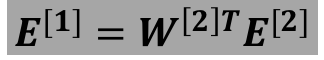 E^[1] = W^[2]T E^[2]